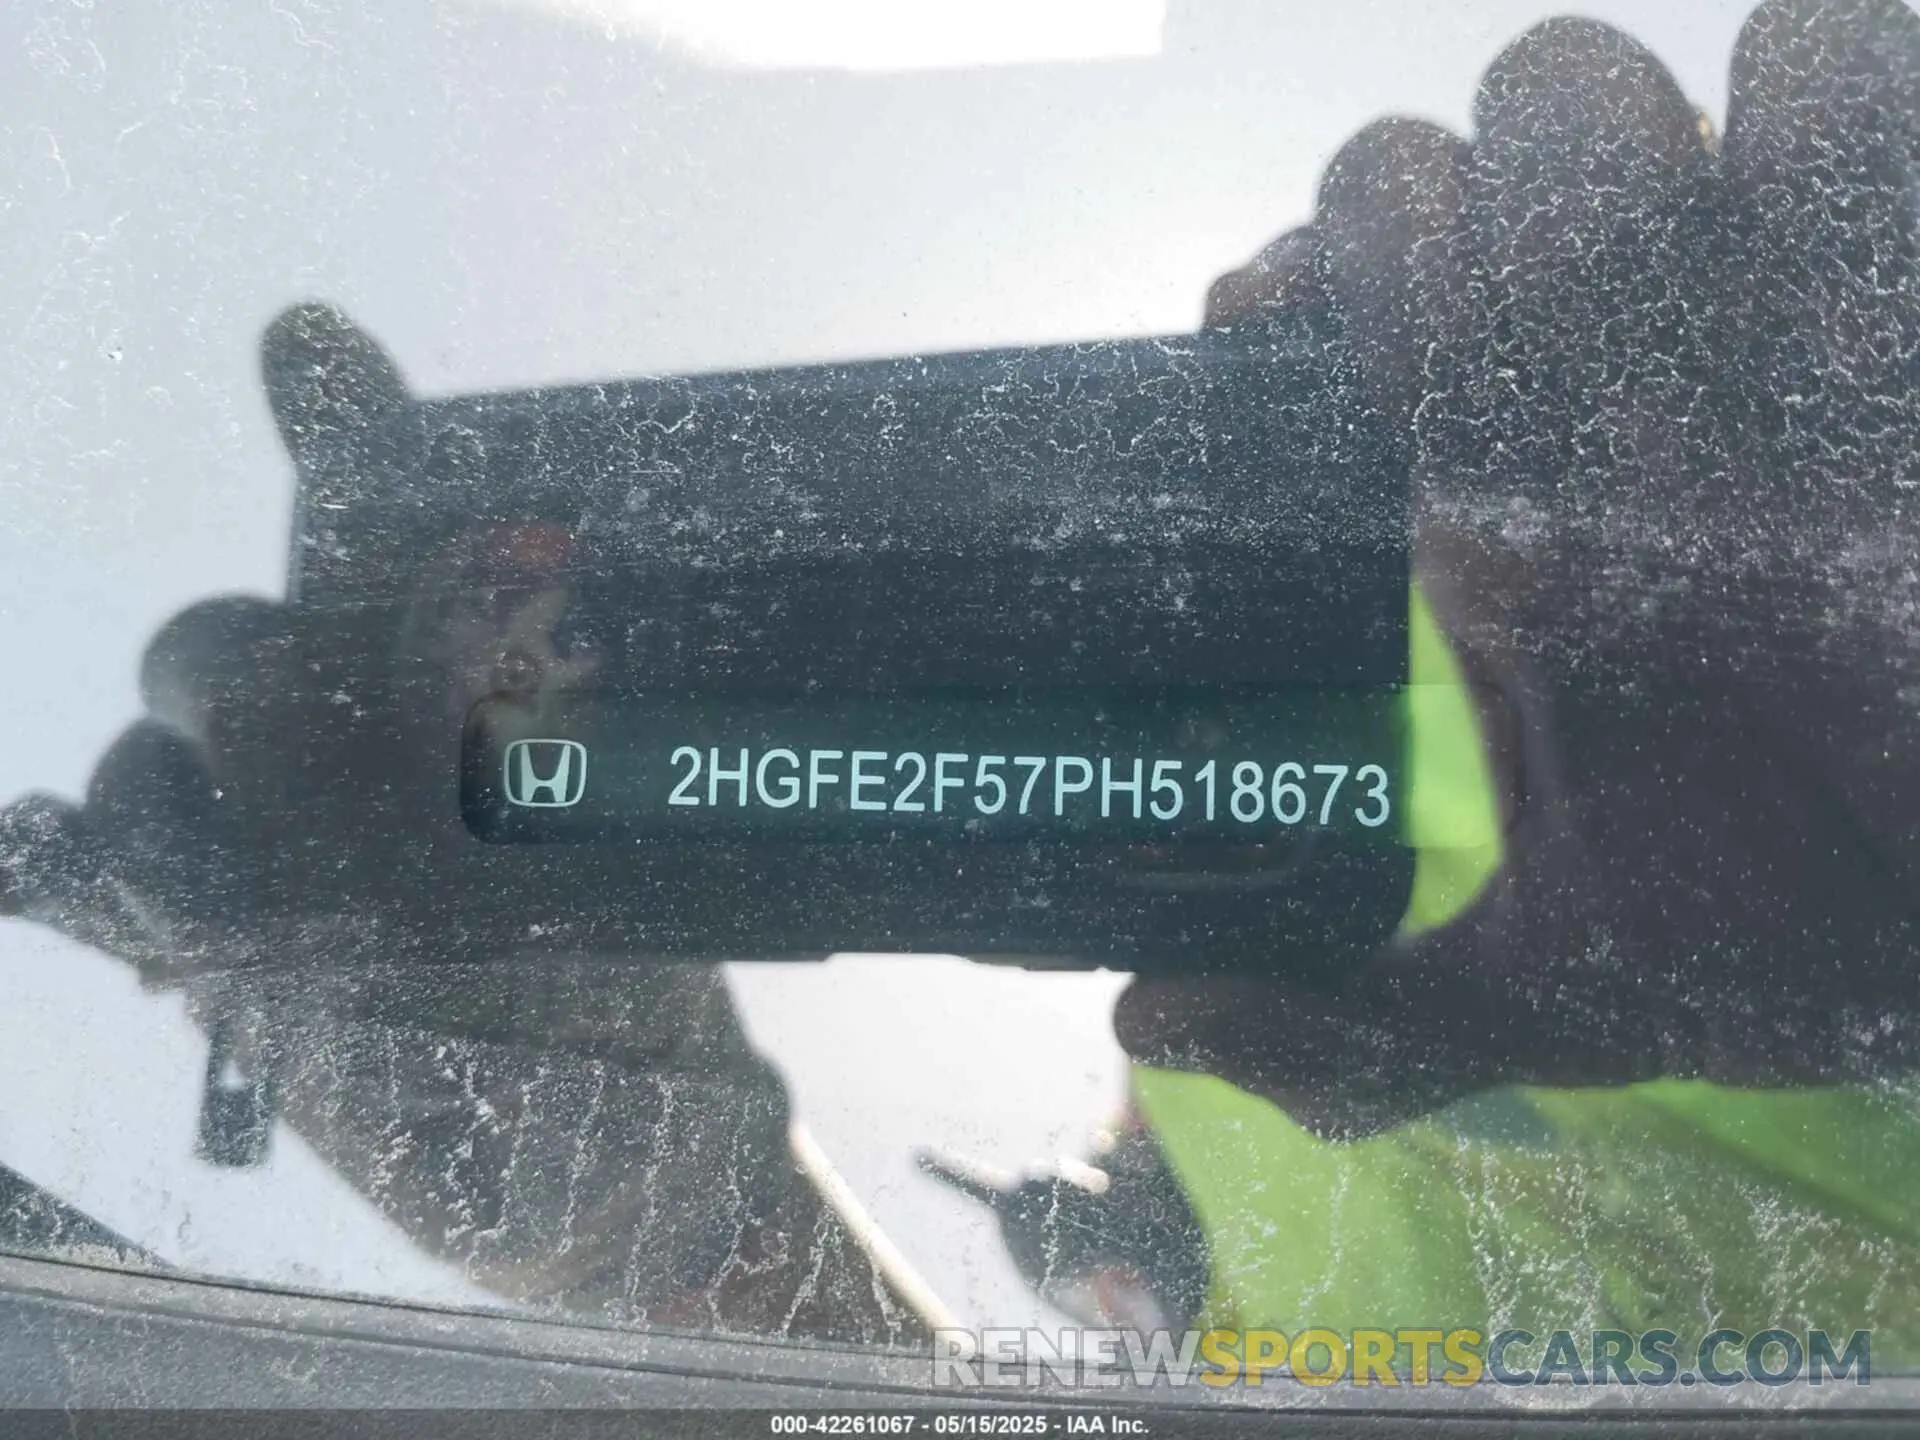 2HGFE2F57PH518673
RENEWSPORTSCARS.COM
000-42261067 - 05/15/2025 - IAA Inc.